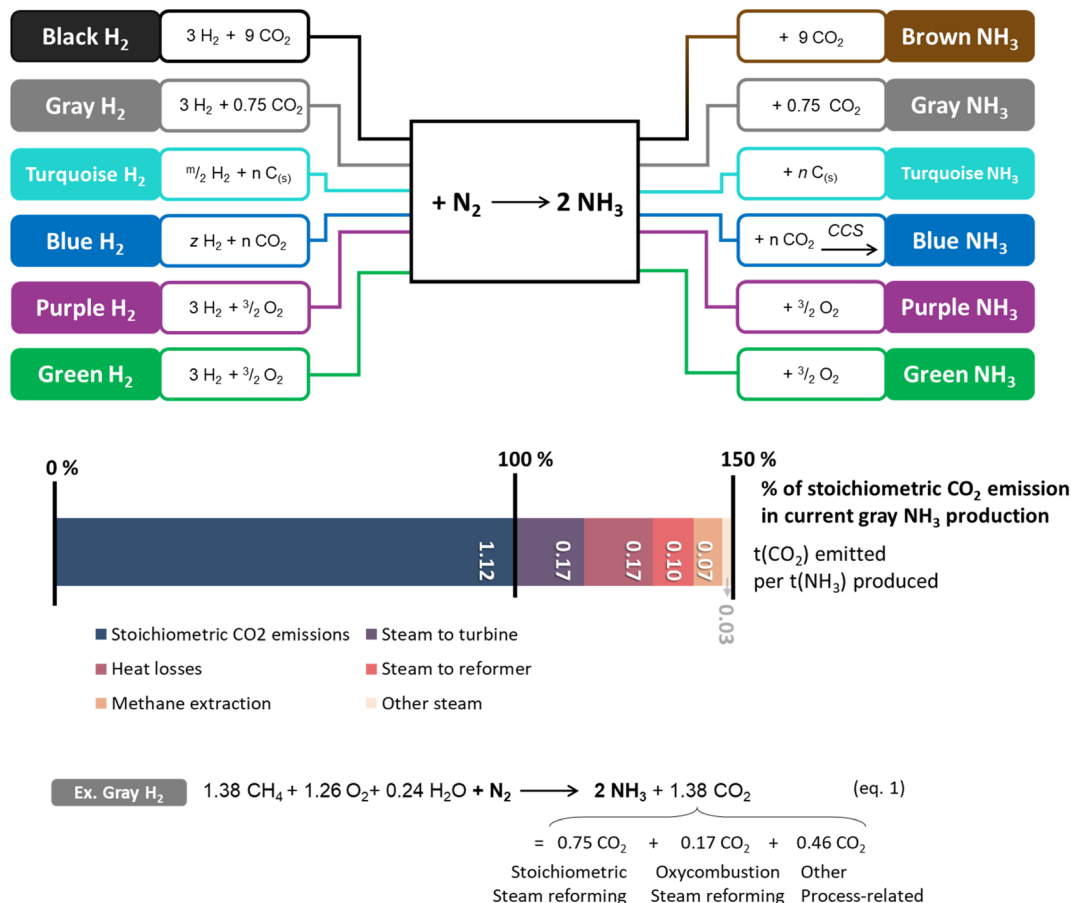 Black H₂
3 H₂ + 9 CO₂
+ 9 CO₂
Brown NH₃
Gray H₂
3 H₂ + 0.75 CO₂
+ 0.75 CO₂
Gray NH₃
Turquoise H₂
ᵐ/₂ H₂ + n C₍ₛ₎
+ n C₍ₛ₎
Turquoise NH₃
+ N₂ ⟶ 2 NH₃
Blue H₂
z H₂ + n CO₂
+ n CO₂ CCS
Blue NH₃
Purple H₂
3 H₂ + ³/₂ O₂
+ ³/₂ O₂
Purple NH₃
Green H₂
3 H₂ + ³/₂ O₂
+ ³/₂ O₂
Green NH₃
0 %
100 %
150 %
% of stoichiometric CO₂ emission
in current gray NH₃ production
t(CO₂) emitted
per t(NH₃) produced
1.12
0.17
0.17
0.10
0.07
0.03
Stoichiometric CO2 emissions
Steam to turbine
Heat losses
Steam to reformer
Methane extraction
Other steam
Ex. Gray H₂
1.38 CH₄ + 1.26 O₂+ 0.24 H₂O + N₂ ⟶ 2 NH₃ + 1.38 CO₂ (eq. 1)
= 0.75 CO₂ + 0.17 CO₂ + 0.46 CO₂
Stoichiometric Oxycombustion Other
Steam reforming Steam reforming Process-related